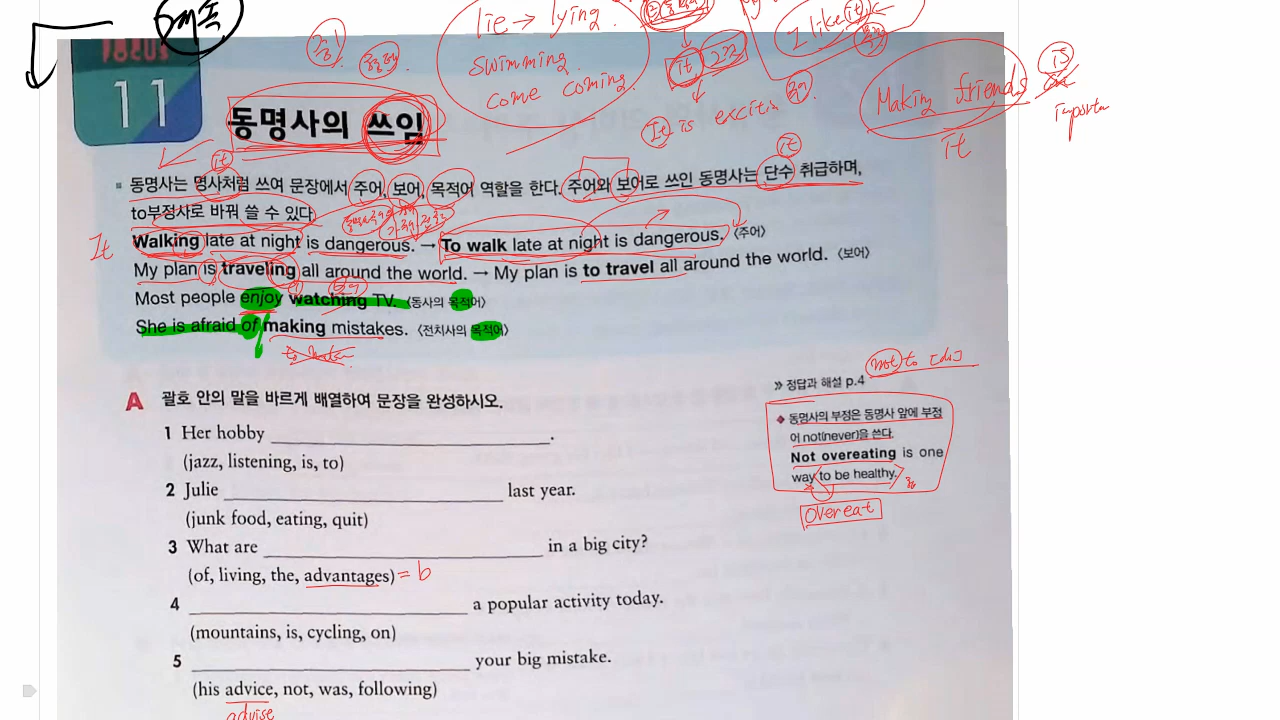 lie → lying
I like it
swimming
it
come coming
Making friends is
It is excitin
it
FOCUS
11
동명사의 쓰임
it
it
동명사는 명사처럼 쓰여 문장에서 주어, 보어, 목적어 역할을 한다. 주어와 보어로 쓰인 동명사는 단수 취급하며,
to부정사로 바꿔 쓸 수 있다.
It
Walking late at night is dangerous. → To walk late at night is dangerous. 〈주어〉
My plan is traveling all around the world. → My plan is to travel all around the world. 〈보어〉
Most people enjoy watching TV. 〈동사의 목적어〉
She is afraid of making mistakes. 〈전치사의 목적어〉
not to
» 정답과 해설 p.4
동명사의 부정은 동명사 앞에 부정
어 not(never)을 쓴다.
Not overeating is one
way to be healthy.
overeat
A 괄호 안의 말을 바르게 배열하여 문장을 완성하시오.
1 Her hobby ____.
(jazz, listening, is, to)
2 Julie ____ last year.
(junk food, eating, quit)
3 What are ____ in a big city?
(of, living, the, advantages) = b
4 ____ a popular activity today.
(mountains, is, cycling, on)
5 ____ your big mistake.
(his advice, not, was, following)
advise